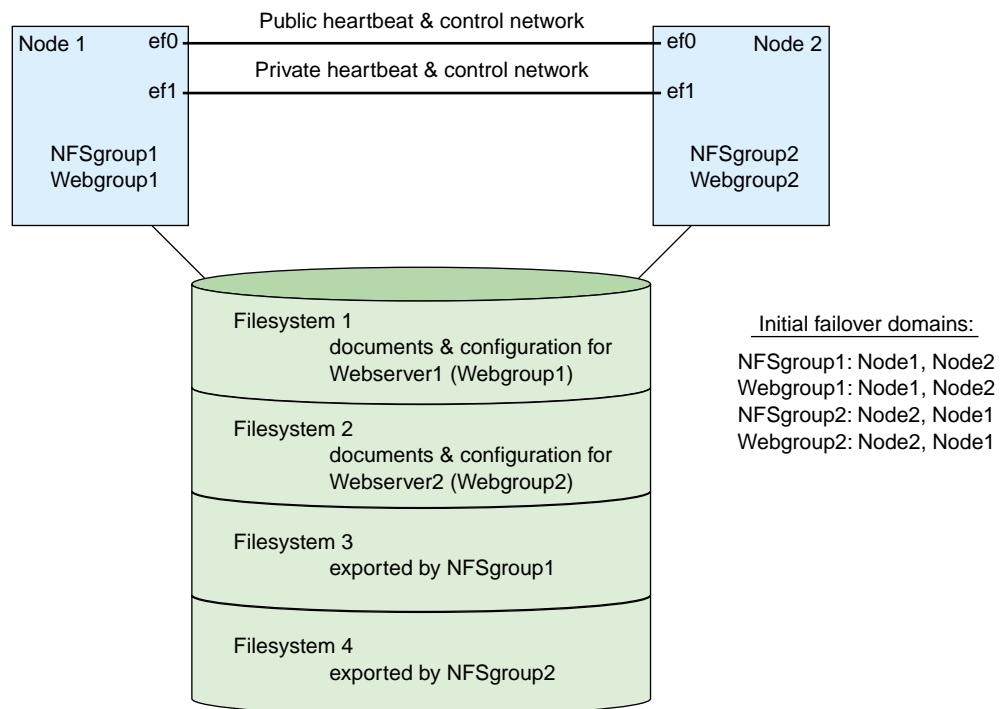 Public heartbeat & control network
Node 1 ef0
ef0 Node 2
Private heartbeat & control network
ef1
ef1
NFSgroup1
Webgroup1
NFSgroup2
Webgroup2
Filesystem 1
documents & configuration for
Webserver1 (Webgroup1)
Filesystem 2
documents & configuration for
Webserver2 (Webgroup2)
Filesystem 3
exported by NFSgroup1
Filesystem 4
exported by NFSgroup2
Initial failover domains:
NFSgroup1: Node1, Node2
Webgroup1: Node1, Node2
NFSgroup2: Node2, Node1
Webgroup2: Node2, Node1